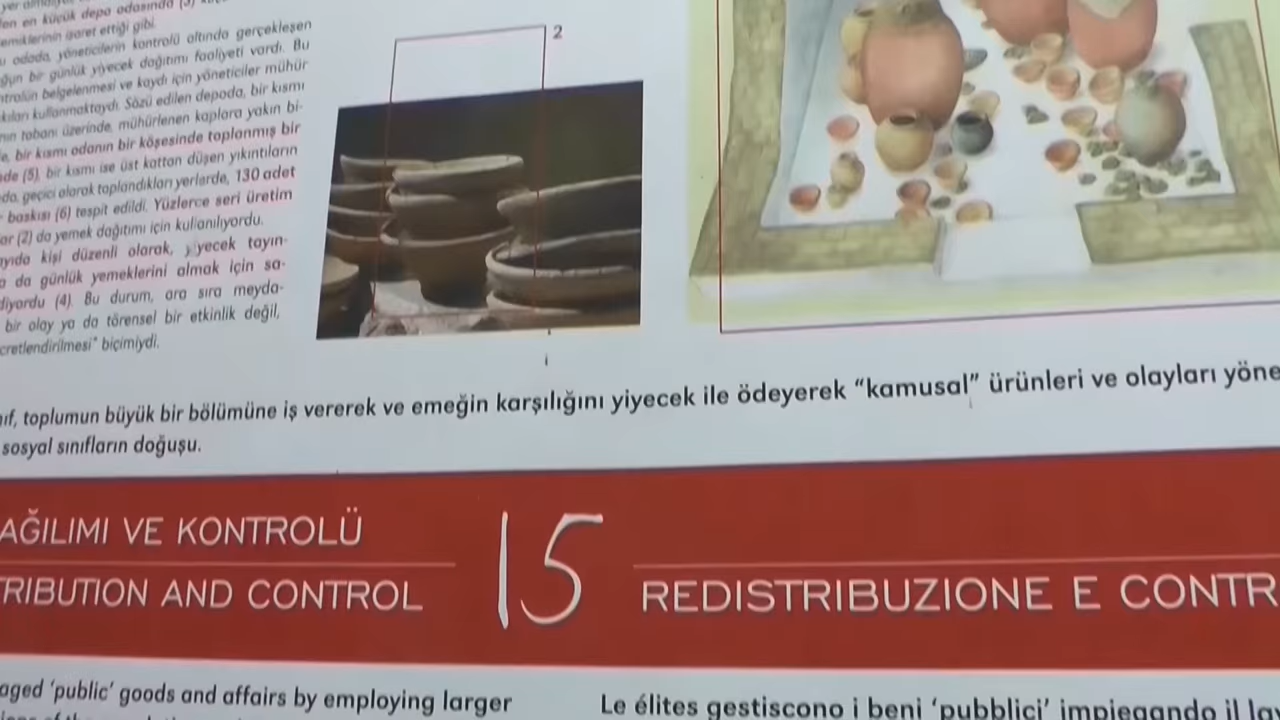 en küçük depo odasında (3)
emiklerinin işaret ettiği gibi.
odada, yöneticilerin kontrolü altında gerçekleşen
ğun bir günlük yiyecek dağıtımı faaliyeti vardı. Bu
ntrolün belgelenmesi ve kaydı için yöneticiler mühür
kıları kullanmaktaydı. Sözü edilen depoda, bir kısmı
nın tabanı üzerinde, mühürlenen kaplara yakın bi-
e, bir kısmı odanın bir köşesinde toplanmış bir
de (5), bir kısmı ise üst kattan düşen yıkıntıların
da, geçici olarak toplandıkları yerlerde, 130 adet
baskısı (6) tespit edildi. Yüzlerce seri üretim
ar (2) da yemek dağıtımı için kullanılıyordu.
ayıda kişi düzenli olarak, yiyecek tayın-
a da günlük yemeklerini almak için sa-
diyordu (4). Bu durum, ara sıra meyda-
bir olay ya da törensel bir etkinlik değil,
cretlendirilmesi" biçimiydi.
2
ıf, toplumun büyük bir bölümüne iş vererek ve emeğin karşılığını yiyecek ile ödeyerek "kamusal" ürünleri ve olayları yöne
sosyal sınıfların doğuşu.
AĞILIMI VE KONTROLÜ
TRIBUTION AND CONTROL
15
REDISTRIBUZIONE E CONTR
aged 'public' goods and affairs by employing larger
Le élites gestiscono i beni 'pubblici' impiegando il lav